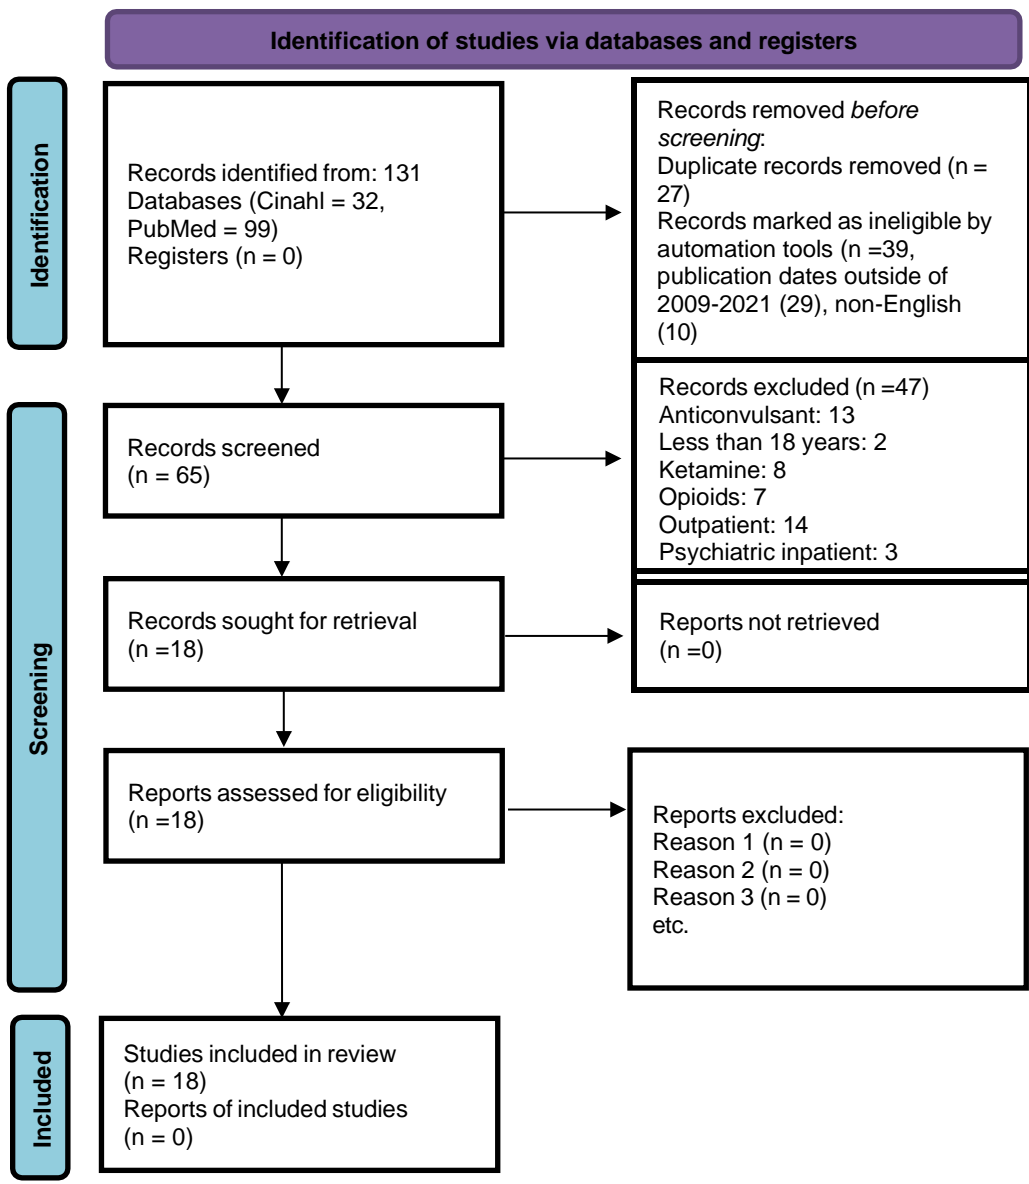 Identification of studies via databases and registers
Identification
Records identified from: 131
Databases (Cinahl = 32,
PubMed = 99)
Registers (n = 0)
Records removed before
screening:
Duplicate records removed (n =
27)
Records marked as ineligible by
automation tools (n =39,
publication dates outside of
2009-2021 (29), non-English
(10)
Screening
Records screened
(n = 65)
Records excluded (n =47)
Anticonvulsant: 13
Less than 18 years: 2
Ketamine: 8
Opioids: 7
Outpatient: 14
Psychiatric inpatient: 3
Records sought for retrieval
(n =18)
Reports not retrieved
(n =0)
Reports assessed for eligibility
(n =18)
Reports excluded:
Reason 1 (n = 0)
Reason 2 (n = 0)
Reason 3 (n = 0)
etc.
Included
Studies included in review
(n = 18)
Reports of included studies
(n = 0)